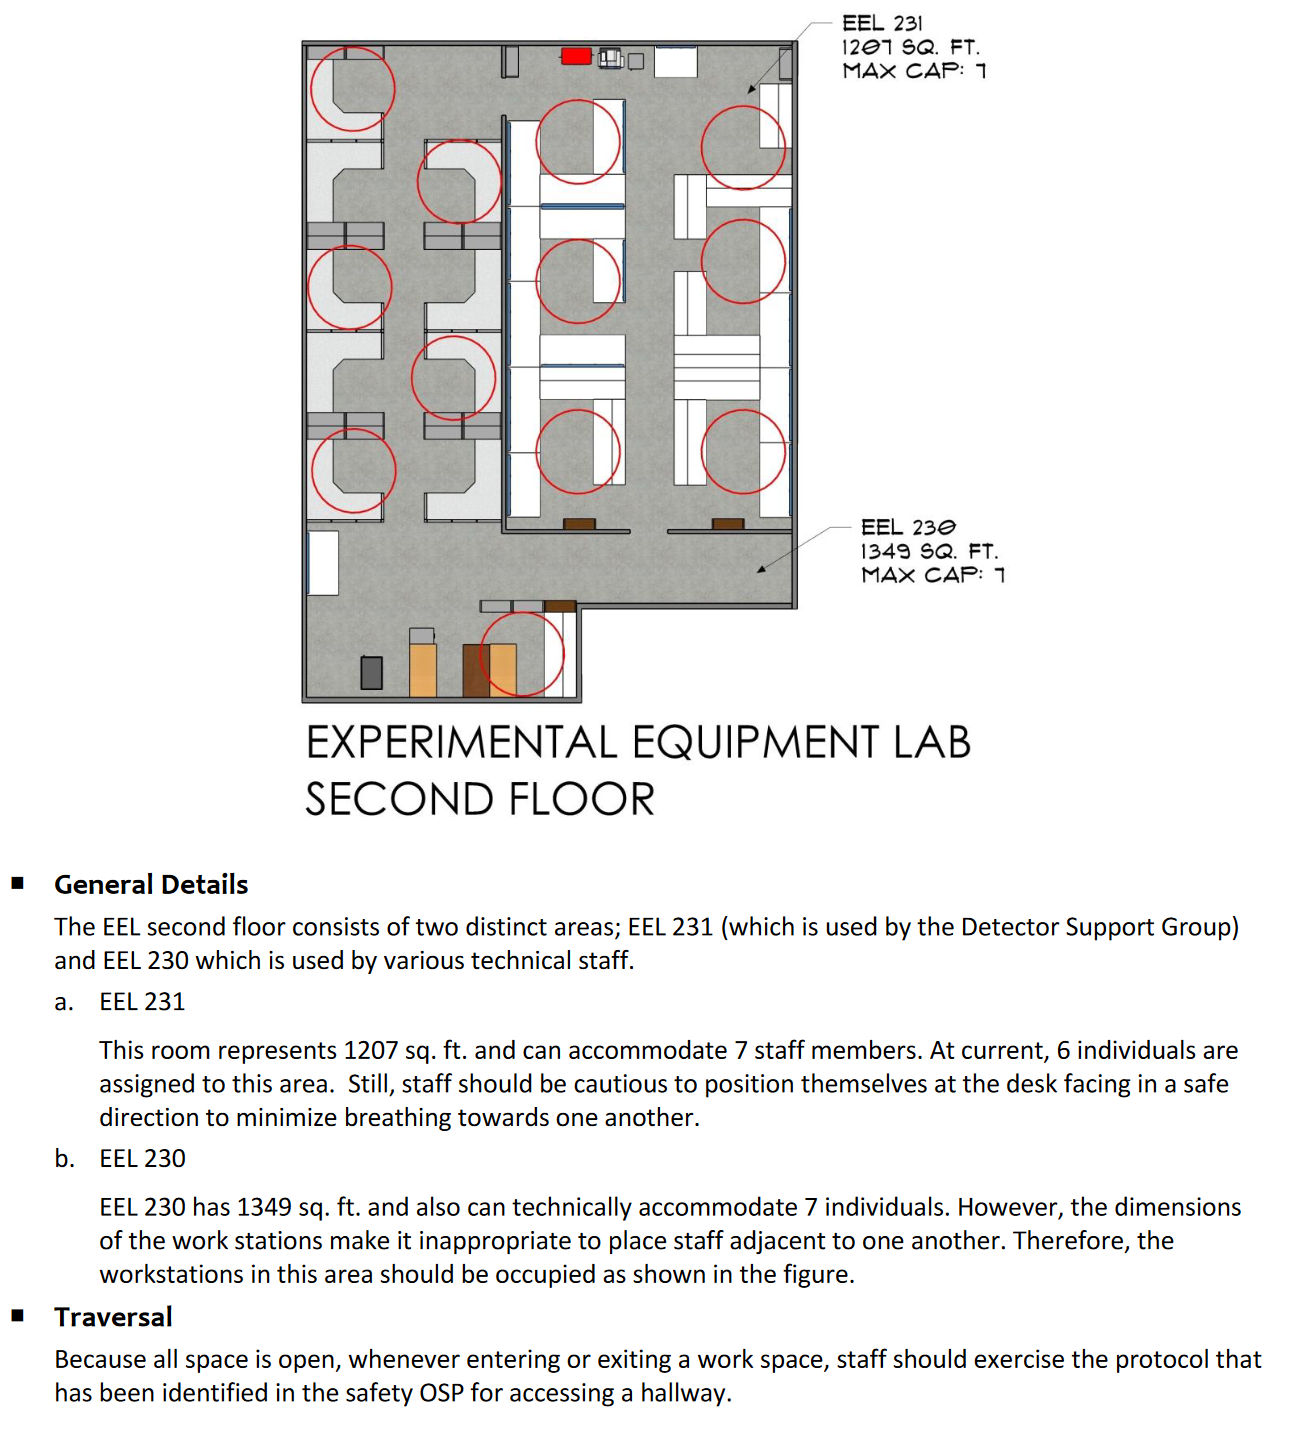 EEL 231
1207 SQ. FT.
MAX CAP: 7
EEL 230
1349 SQ. FT.
MAX CAP: 7
EXPERIMENTAL EQUIPMENT LAB
SECOND FLOOR
▪ General Details
The EEL second floor consists of two distinct areas; EEL 231 (which is used by the Detector Support Group)
and EEL 230 which is used by various technical staff.
a. EEL 231
This room represents 1207 sq. ft. and can accommodate 7 staff members. At current, 6 individuals are
assigned to this area.  Still, staff should be cautious to position themselves at the desk facing in a safe
direction to minimize breathing towards one another.
b. EEL 230
EEL 230 has 1349 sq. ft. and also can technically accommodate 7 individuals. However, the dimensions
of the work stations make it inappropriate to place staff adjacent to one another. Therefore, the
workstations in this area should be occupied as shown in the figure.
▪ Traversal
Because all space is open, whenever entering or exiting a work space, staff should exercise the protocol that
has been identified in the safety OSP for accessing a hallway.